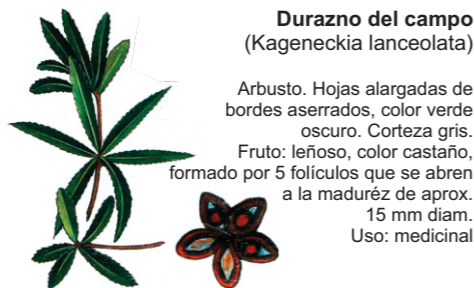 Durazno del campo
(Kageneckia lanceolata)
Arbusto. Hojas alargadas de
bordes aserrados, color verde
oscuro. Corteza gris.
Fruto: leñoso, color castaño,
formado por 5 folículos que se abren
a la maduréz de aprox.
15 mm diam.
Uso: medicinal